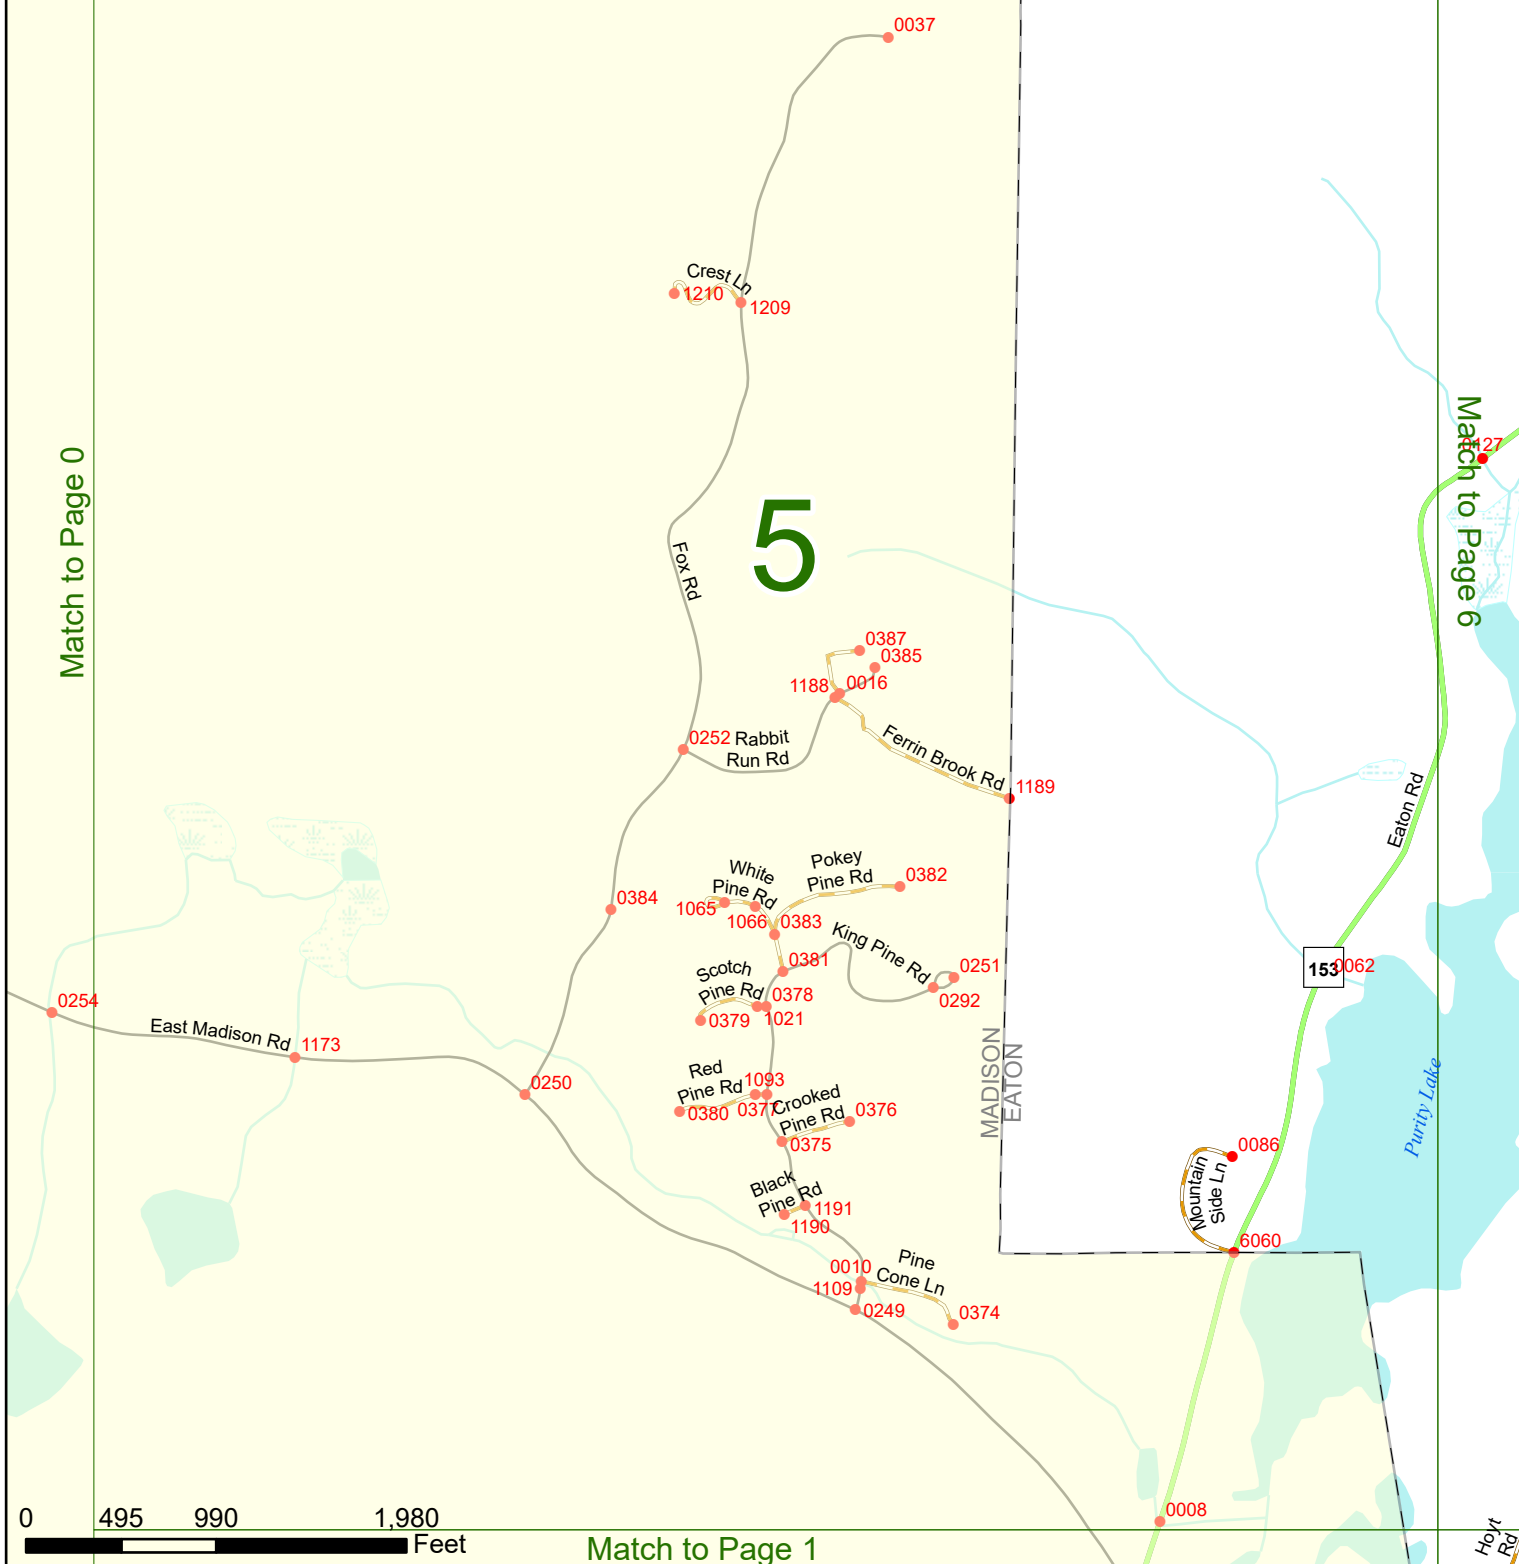 0037
Crest Ln
1210
1209
Match to Page 0
Match to Page 6
0127
5
Fox Rd
0387
0385
1188
0016
0252
Rabbit
Run Rd
Ferrin Brook Rd
1189
Eaton Rd
White
Pine Rd
Pokey
Pine Rd
0382
0384
1065
1066
0383
King Pine Rd
0381
0251
0292
153
0062
Scotch
Pine Rd
0378
0379
1021
0254
East Madison Rd
1173
0250
MADISON
EATON
Red
Pine Rd
1093
0380
0377
Crooked
Pine Rd
0376
0375
Purity Lake
0086
Mountain
Side Ln
Black
Pine Rd
1191
1190
6060
Pine
Cone Ln
0010
1109
0249
0374
0008
0
495
990
1,980
Feet
Match to Page 1
Hoyt
Rd